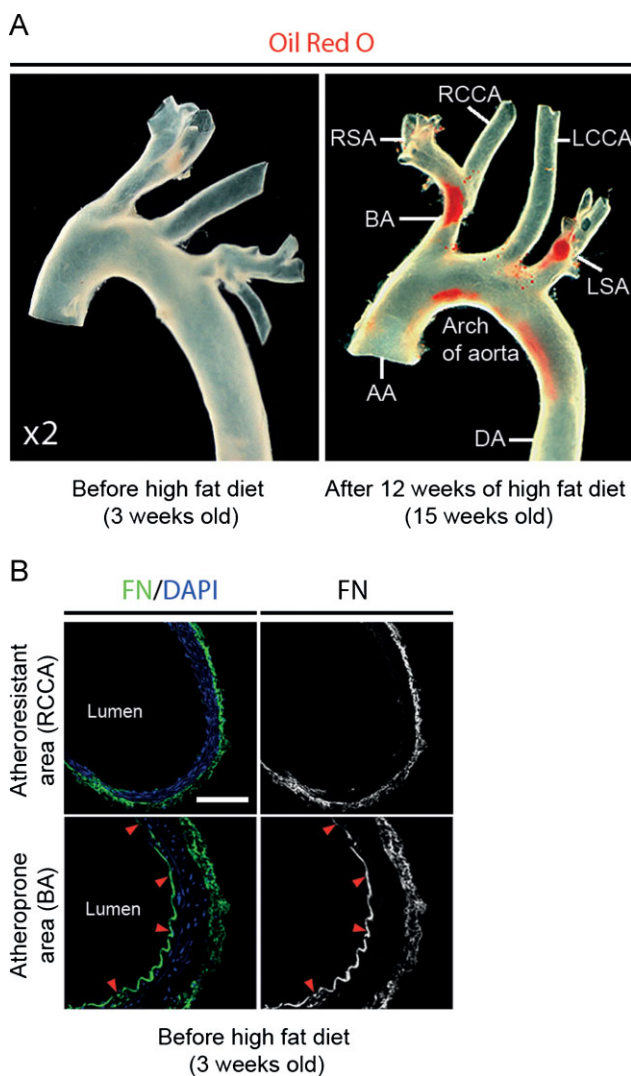 A
Oil Red O
RCCA
RSA
LCCA
BA
LSA
Arch
of aorta
AA
x2
DA
Before high fat diet
(3 weeks old)
After 12 weeks of high fat diet
(15 weeks old)
B
FN/DAPI
FN
Atheroresistant
area (RCCA)
Lumen
Atheroprone
area (BA)
Lumen
Before high fat diet
(3 weeks old)